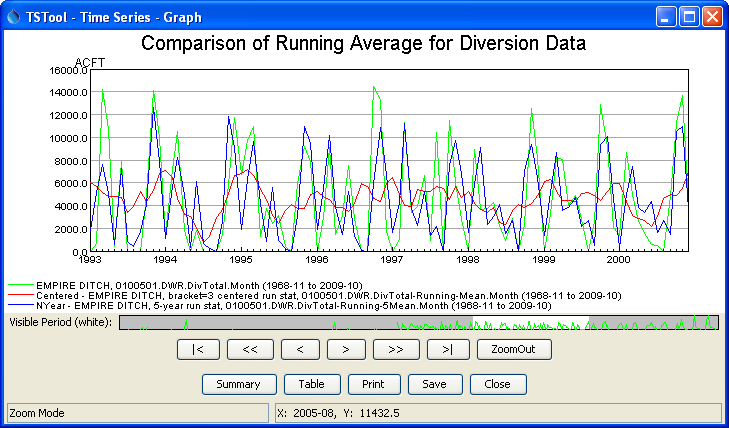 TSTool - Time Series - Graph
Comparison of Running Average for Diversion Data
ACFT
16000.0
14000.0
12000.0
10000.0
8000.0
6000.0
4000.0
2000.0
0.0
1993 1994 1995 1996 1997 1998 1999 2000
EMPIRE DITCH, 0100501.DWR.DivTotal.Month (1968-11 to 2009-10)
Centered - EMPIRE DITCH, bracket=3 centered run stat, 0100501.DWR.DivTotal-Running-Mean.Month (1968-11 to 2009-10)
NYear - EMPIRE DITCH, 5-year run stat, 0100501.DWR.DivTotal-Running-5Mean.Month (1968-11 to 2009-10)
Visible Period (white):
|< << < > >> >| ZoomOut
Summary Table Print Save Close
Zoom Mode X: 2005-08, Y: 11432.5